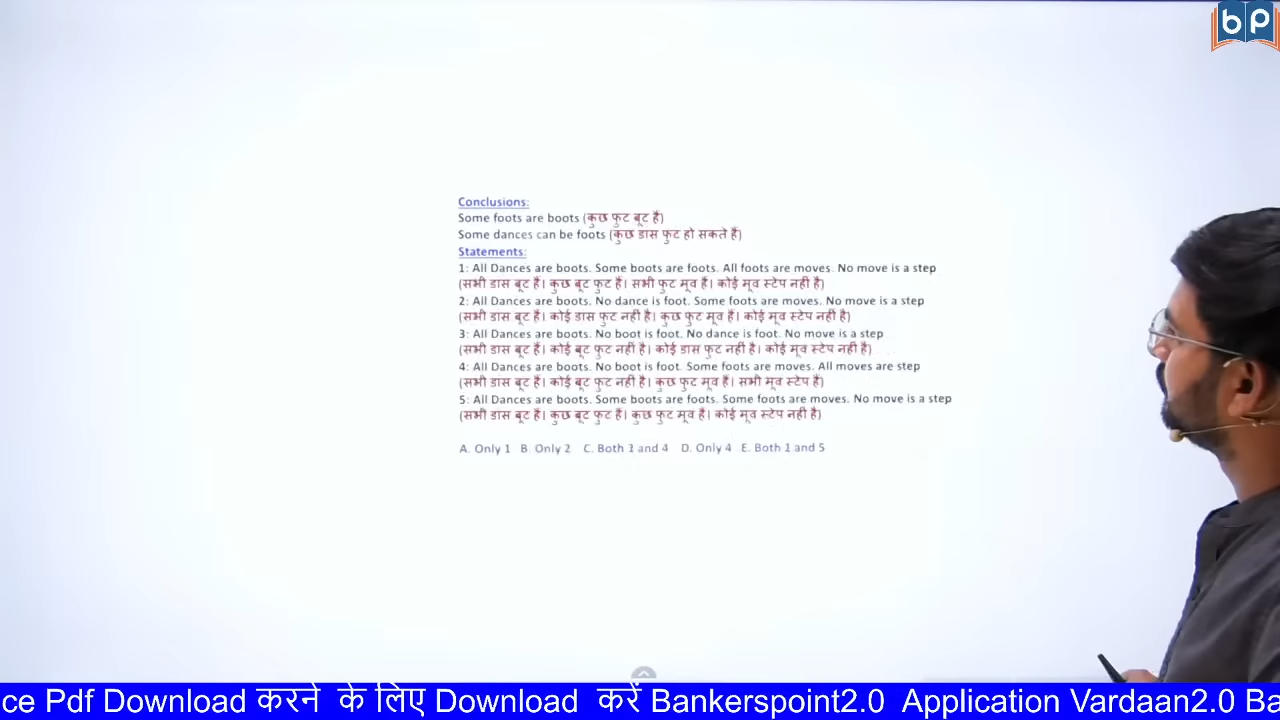 bp
Conclusions:
Some foots are boots (कुछ फुट बूट हैं)
Some dances can be foots (कुछ डास फुट हो सकते हैं)
Statements:
1: All Dances are boots. Some boots are foots. All foots are moves. No move is a step
(सभी डास बूट हैं। कुछ बूट फुट हैं। सभी फुट मूव हैं। कोई मूव स्टेप नहीं है)
2: All Dances are boots. No dance is foot. Some foots are moves. No move is a step
(सभी डास बूट हैं। कोई डास फुट नहीं है। कुछ फुट मूव हैं। कोई मूव स्टेप नहीं है)
3: All Dances are boots. No boot is foot. No dance is foot. No move is a step
(सभी डास बूट हैं। कोई बूट फुट नहीं है। कोई डास फुट नहीं है। कोई मूव स्टेप नहीं है)
4: All Dances are boots. No boot is foot. Some foots are moves. All moves are step
(सभी डास बूट हैं। कोई बूट फुट नहीं है। कुछ फुट मूव हैं। सभी मूव स्टेप हैं)
5: All Dances are boots. Some boots are foots. Some foots are moves. No move is a step
(सभी डास बूट हैं। कुछ बूट फुट हैं। कुछ फुट मूव हैं। कोई मूव स्टेप नहीं है)
A. Only 1 B. Only 2 C. Both 3 and 4 D. Only 4 E. Both 1 and 5
ce Pdf Download करने के लिए Download करें Bankerspoint2.0 Application Vardaan2.0 Ba